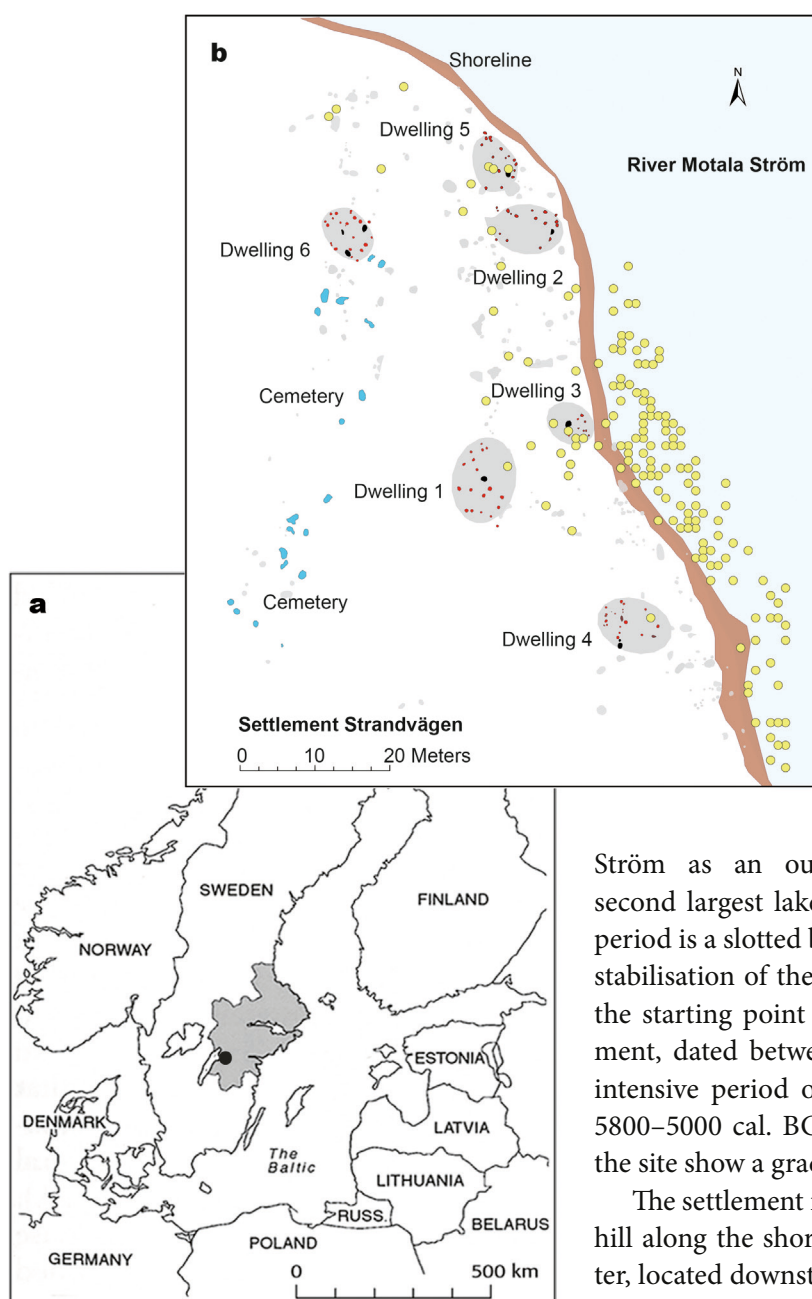 b
Shoreline
N
Dwelling 5
River Motala Ström
Dwelling 6
Dwelling 2
Cemetery
Dwelling 3
Dwelling 1
Cemetery
Dwelling 4
Settlement Strandvägen
0 10 20 Meters
a
SWEDEN
FINLAND
NORWAY
ESTONIA
DENMARK
LATVIA
The
Baltic
LITHUANIA
RUSS.
BELARUS
POLAND
GERMANY
0 500 km
Ström as an ou
second largest lak
period is a slotted b
stabilisation of the
the starting point
ment, dated betwe
intensive period o
5800–5000 cal. BC
the site show a grad
The settlement
hill along the shor
ter, located downst